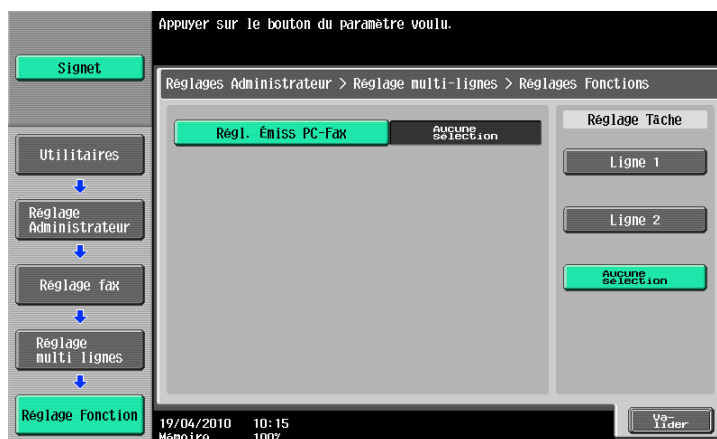 Appuyer sur le bouton du paramètre voulu.
Signet
Réglages Administrateur > Réglage multi-lignes > Réglages Fonctions
Régl. Émiss PC-Fax
Aucune
sélection
Réglage Tâche
Ligne 1
Ligne 2
Aucune
sélection
Utilitaires
Réglage
Administrateur
Réglage fax
Réglage
multi lignes
Réglage Fonction
19/04/2010 10:15
Mémoire 100%
Va-
lider